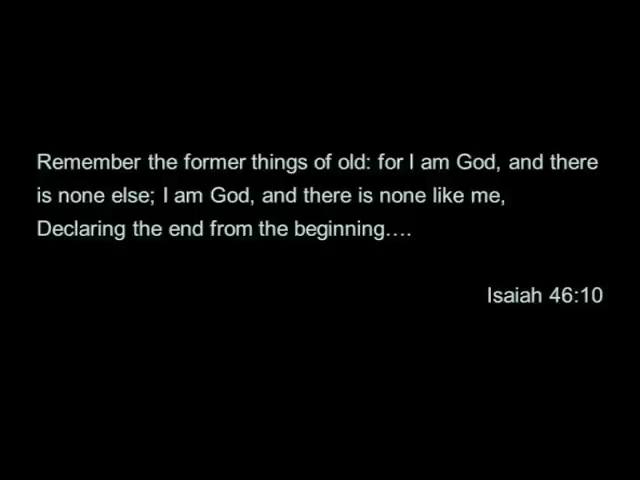 Remember the former things of old: for I am God, and there
is none else; I am God, and there is none like me,
Declaring the end from the beginning….
Isaiah 46:10